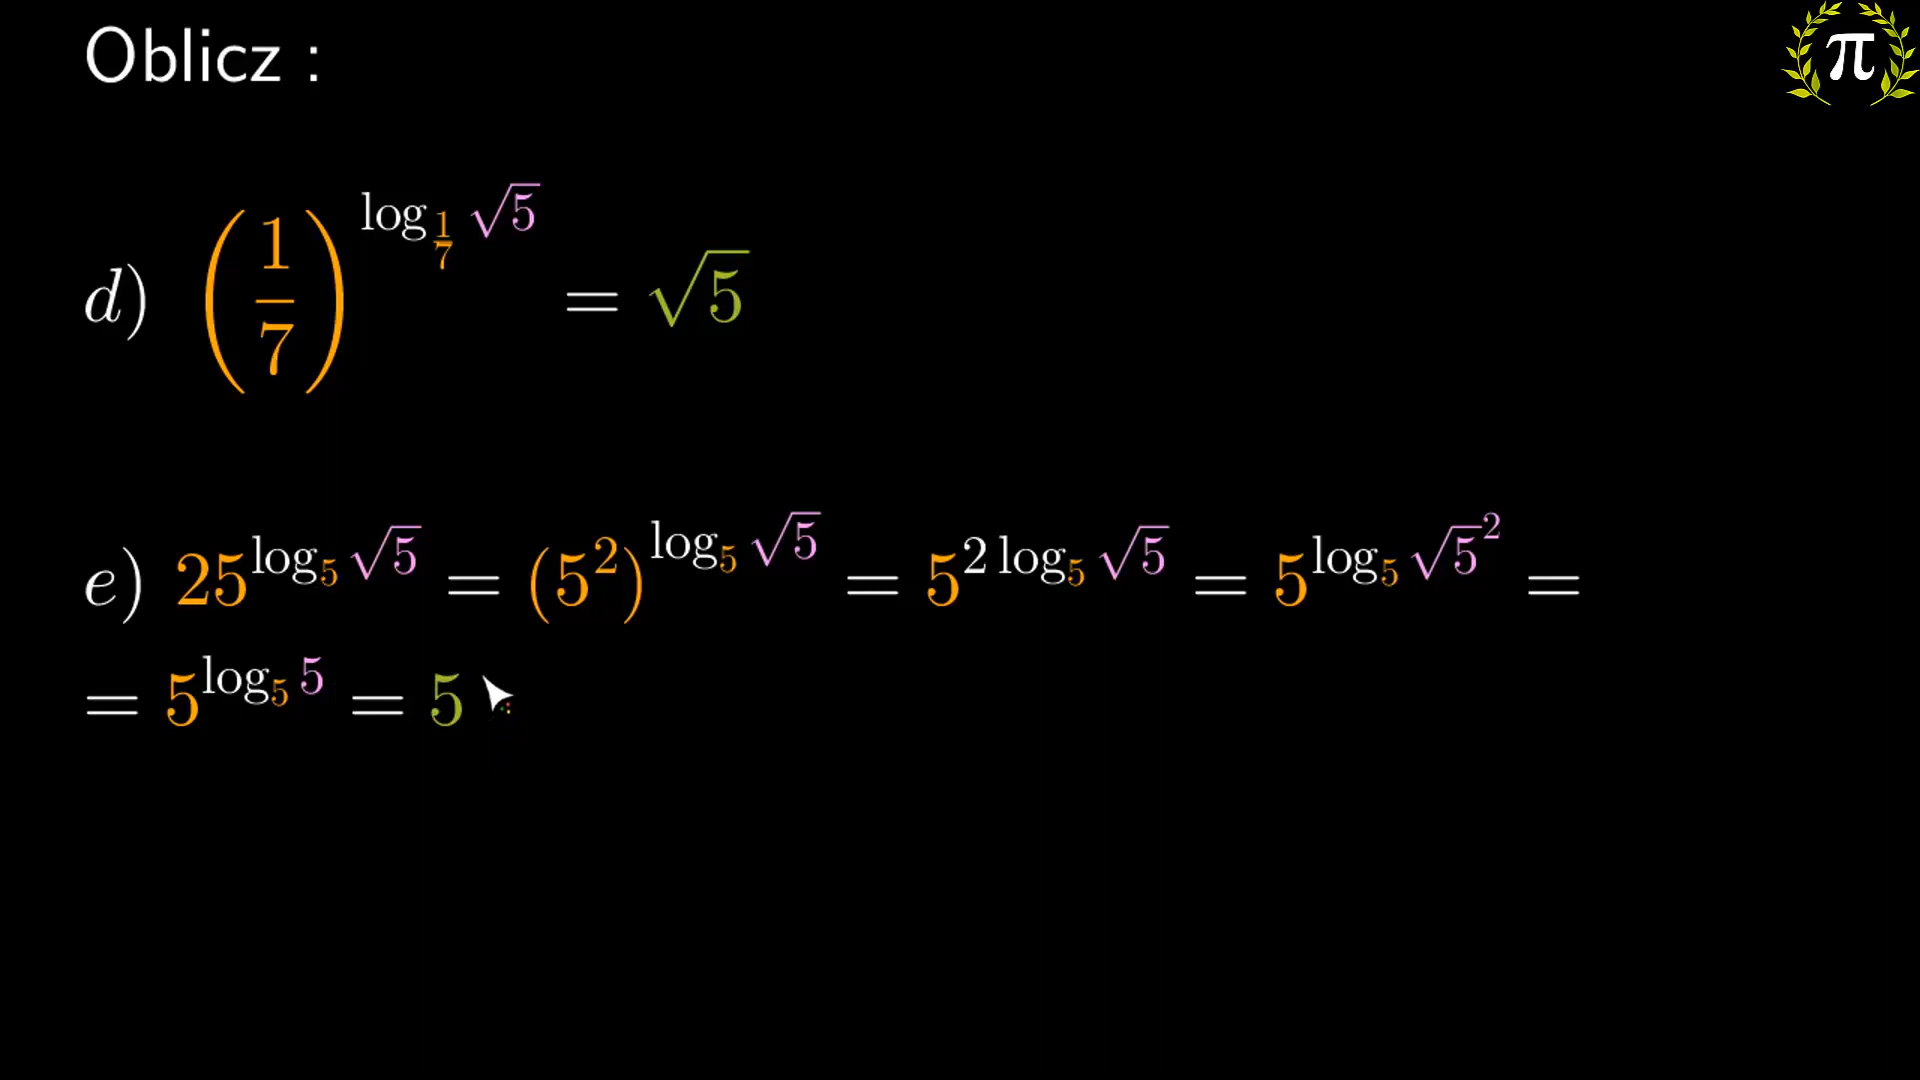 Oblicz :
π
d) (1/7)^{log_{1/7} √5} = √5
e) 25^{log_5 √5} = (5^2)^{log_5 √5} = 5^{2 log_5 √5} = 5^{log_5 √5^2} =
= 5^{log_5 5} = 5